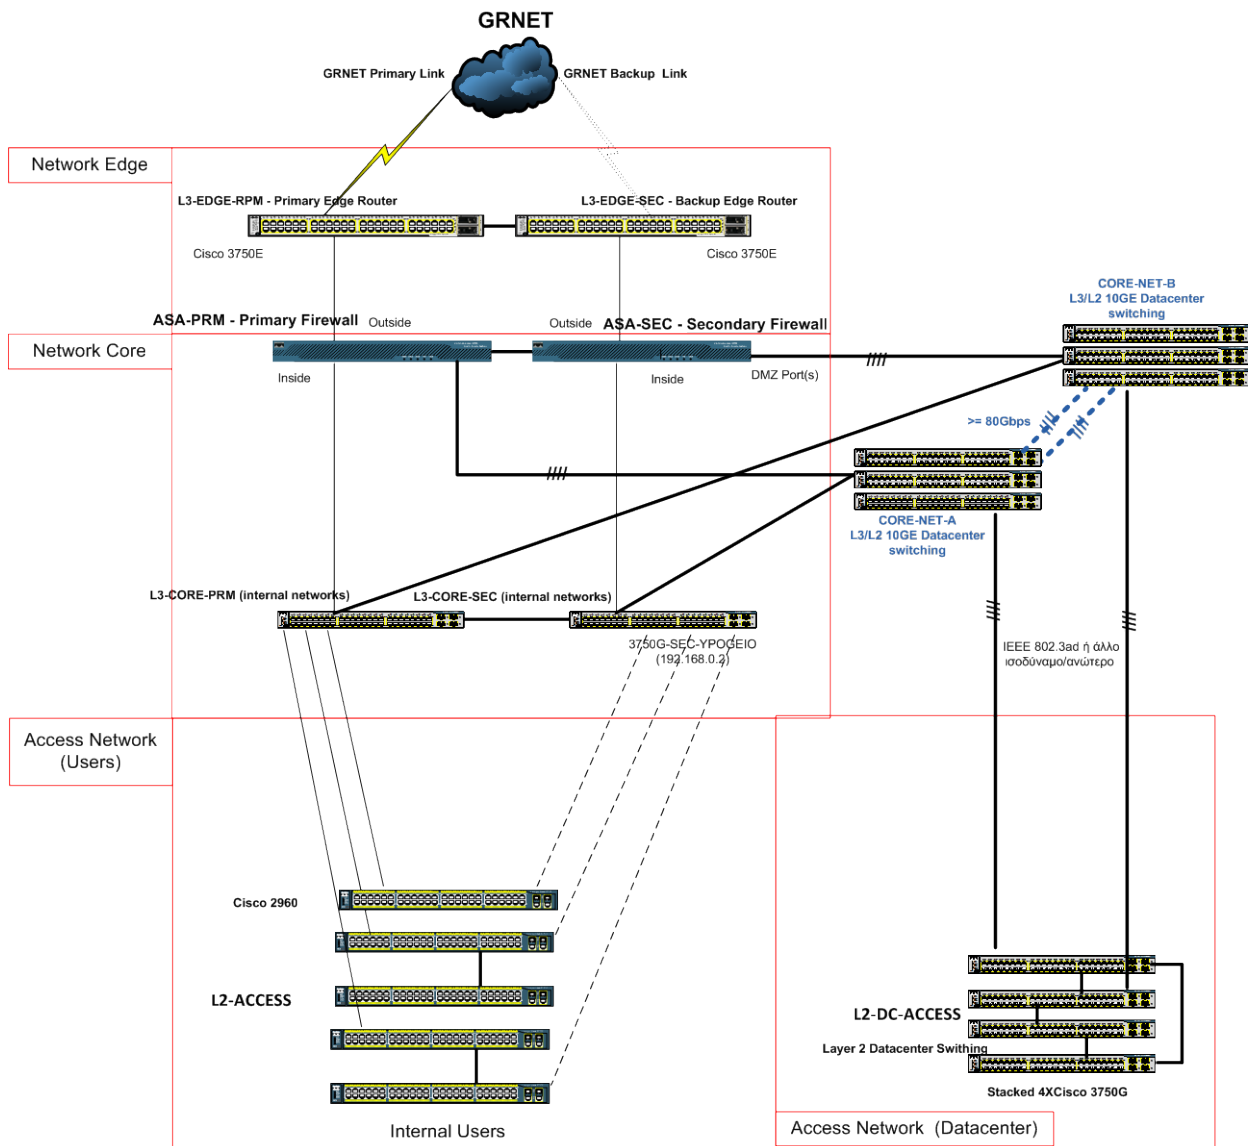 GRNET
GRNET Primary Link
GRNET Backup Link
Network Edge
L3-EDGE-RPM - Primary Edge Router
L3-EDGE-SEC - Backup Edge Router
Cisco 3750E
Cisco 3750E
CORE-NET-B
L3/L2 10GE Datacenter
switching
ASA-PRM - Primary Firewall
Outside
Outside
ASA-SEC - Secondary Firewall
Network Core
Inside
Inside
DMZ Port(s)
>= 80Gbps
CORE-NET-A
L3/L2 10GE Datacenter
switching
L3-CORE-PRM (internal networks)
L3-CORE-SEC (internal networks)
3750G-SEC-YPOGEIO
(192.168.0.2)
IEEE 802.3ad ή άλλο
ισοδύναμο/ανώτερο
Access Network
(Users)
Cisco 2960
L2-ACCESS
L2-DC-ACCESS
Layer 2 Datacenter Swithing
Stacked 4XCisco 3750G
Internal Users
Access Network (Datacenter)